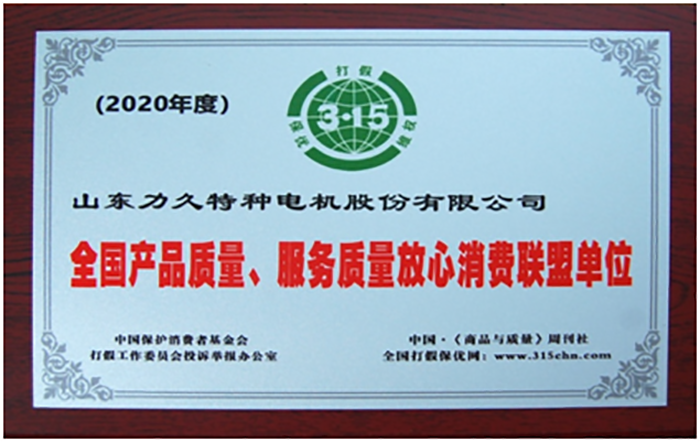 (2020年度)
打假
3·15
保优
维权
山东力久特种电机股份有限公司
全国产品质量、服务质量放心消费联盟单位
中国保护消费者基金会
打假工作委员会投诉举报办公室
中国·《商品与质量》周刊社
全国打假保优网：www.315chn.com